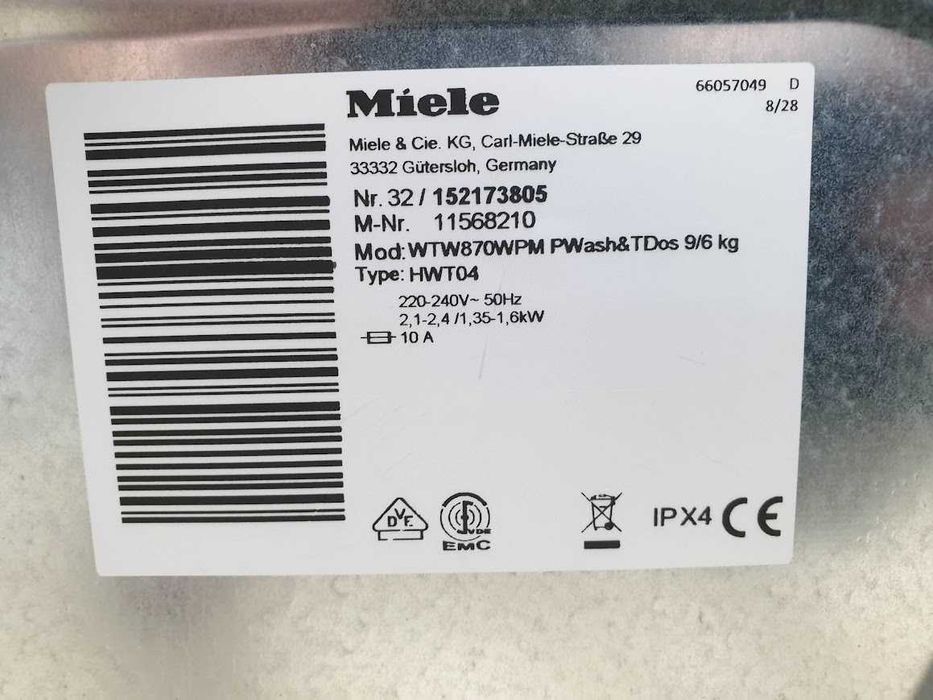 Miele
66057049 D
8/28
Miele & Cie. KG, Carl-Miele-Straße 29
33332 Gütersloh, Germany
Nr. 32 / 152173805
M-Nr. 11568210
Mod: WTW870WPM PWash&TDos 9/6 kg
Type: HWT04
220-240V~ 50Hz
2,1-2,4 /1,35-1,6kW
10 A
DVE VDE IPX4 CE
EMC